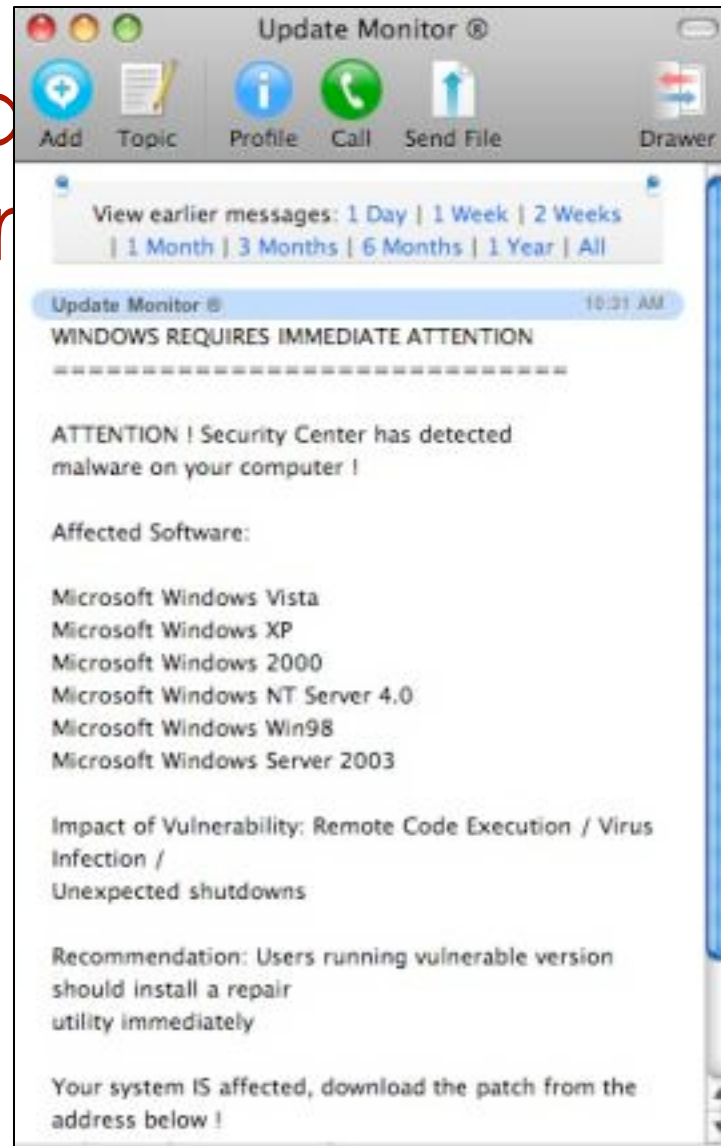 Update Monitor ®
Add Topic Profile Call Send File Drawer
View earlier messages: 1 Day | 1 Week | 2 Weeks
| 1 Month | 3 Months | 6 Months | 1 Year | All
Update Monitor ® 10:31 AM
WINDOWS REQUIRES IMMEDIATE ATTENTION
=============================
ATTENTION ! Security Center has detected
malware on your computer !
Affected Software:
Microsoft Windows Vista
Microsoft Windows XP
Microsoft Windows 2000
Microsoft Windows NT Server 4.0
Microsoft Windows Win98
Microsoft Windows Server 2003
Impact of Vulnerability: Remote Code Execution / Virus
Infection /
Unexpected shutdowns
Recommendation: Users running vulnerable version
should install a repair
utility immediately
Your system IS affected, download the patch from the
address below !